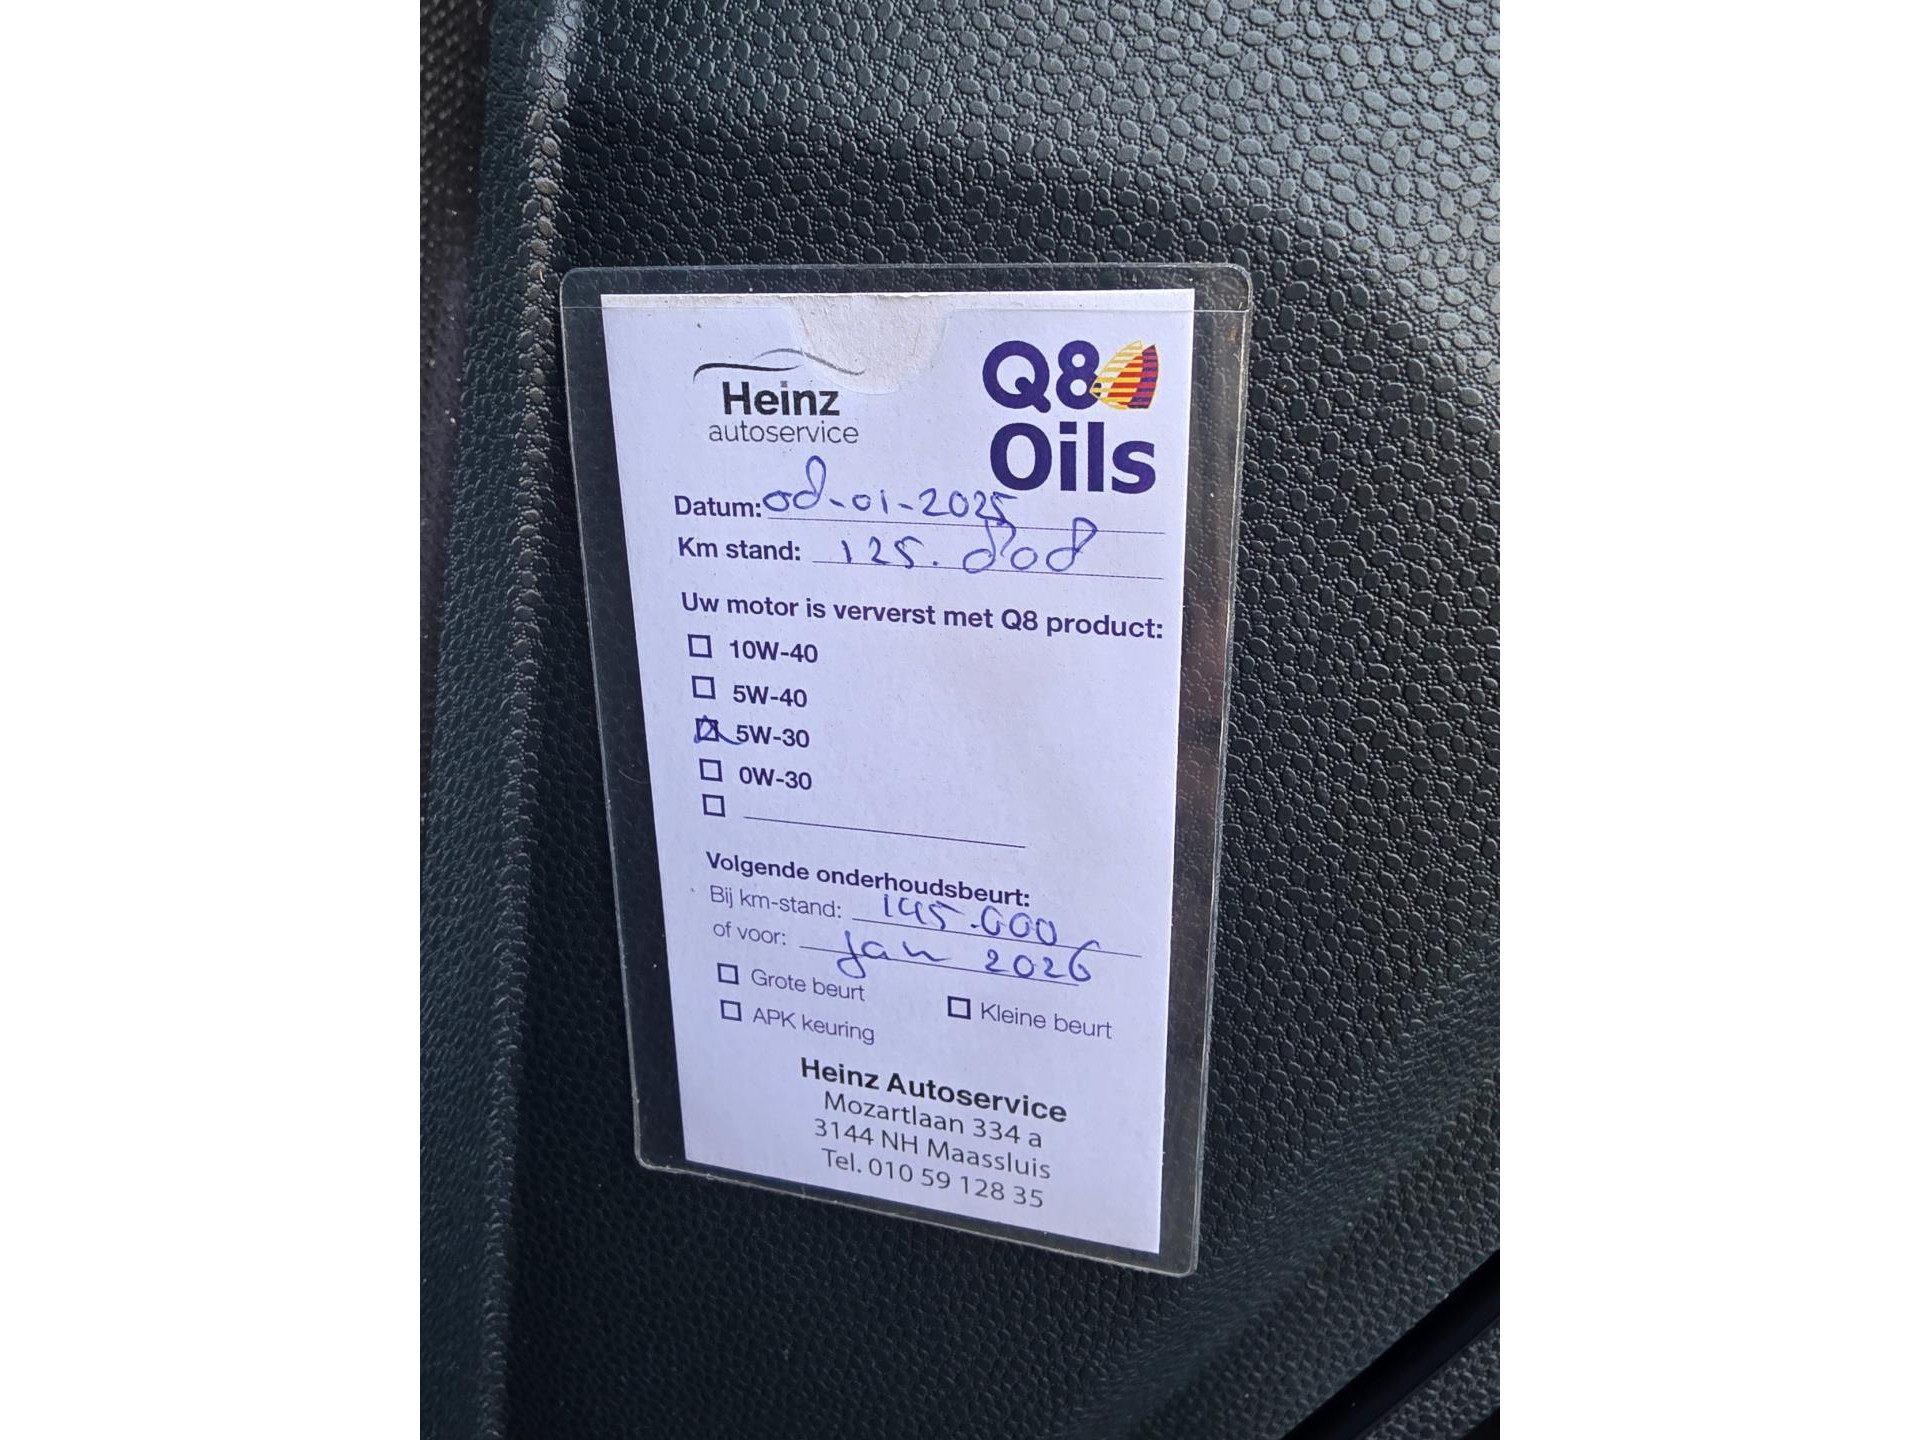 Heinz
autoservice
Q8
Oils
Datum: 08-01-2025
Km stand: 125.808
Uw motor is ververst met Q8 product:
10W-40
5W-40
5W-30
0W-30
Volgende onderhoudsbeurt:
Bij km-stand: 145.000
of voor: jan 2026
Grote beurt
Kleine beurt
APK keuring
Heinz Autoservice
Mozartlaan 334 a
3144 NH Maassluis
Tel. 010 59 128 35